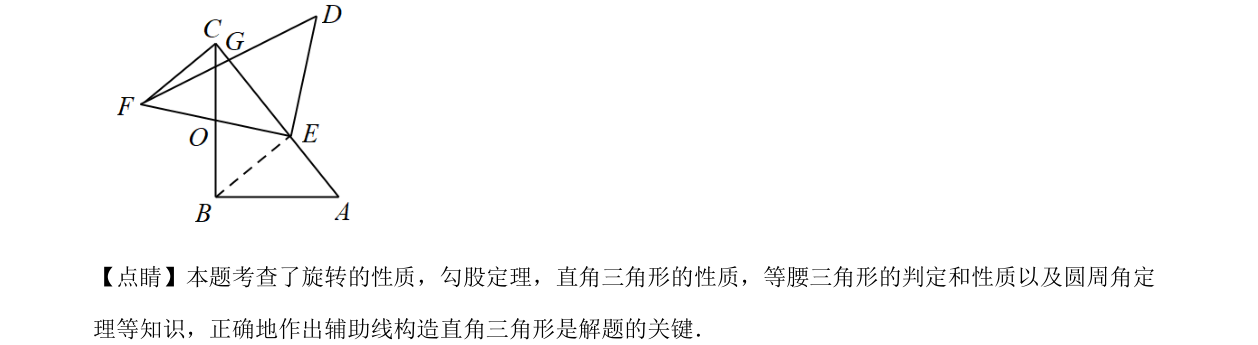 D
C
G
F
O
E
B
A
【点睛】本题考查了旋转的性质，勾股定理，直角三角形的性质，等腰三角形的判定和性质以及圆周角定
理等知识，正确地作出辅助线构造直角三角形是解题的关键．